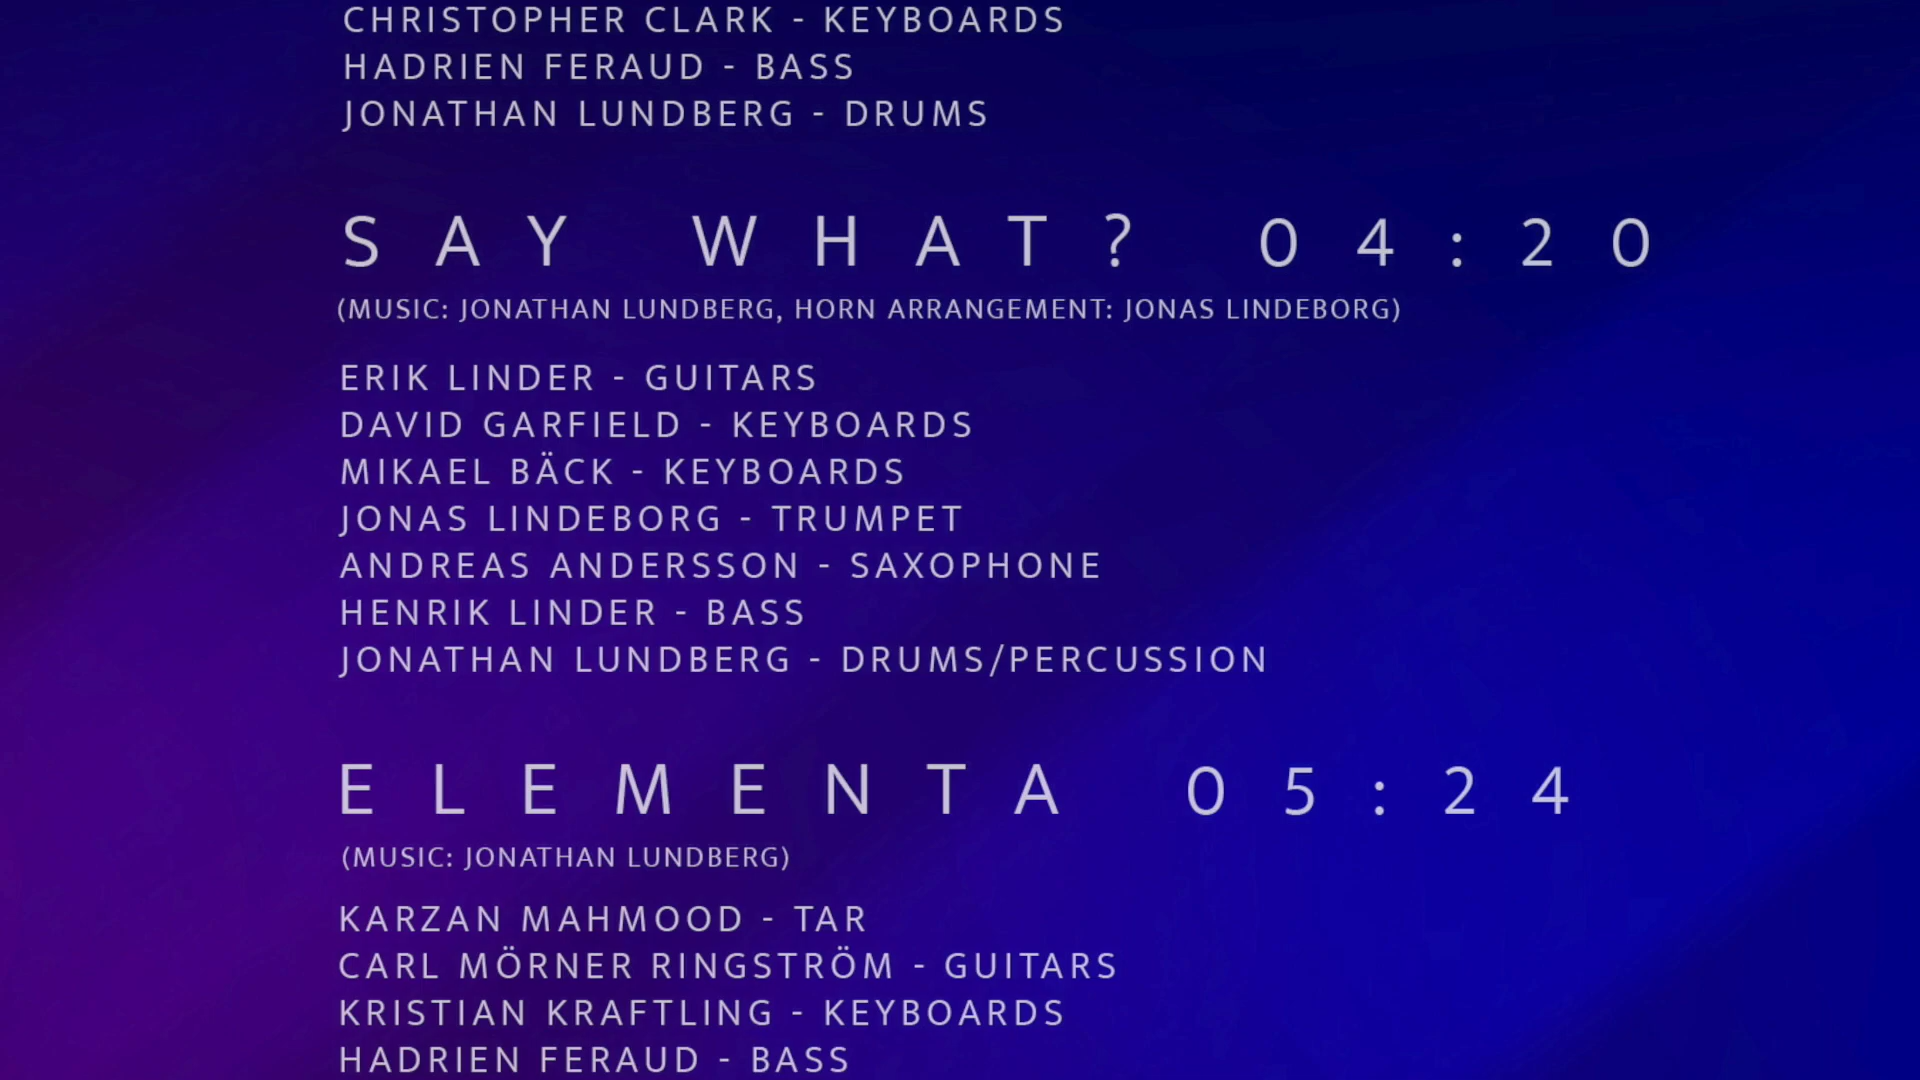 CHRISTOPHER CLARK - KEYBOARDS
HADRIEN FERAUD - BASS
JONATHAN LUNDBERG - DRUMS
SAY WHAT? 04:20
(MUSIC: JONATHAN LUNDBERG, HORN ARRANGEMENT: JONAS LINDEBORG)
ERIK LINDER - GUITARS
DAVID GARFIELD - KEYBOARDS
MIKAEL BÄCK - KEYBOARDS
JONAS LINDEBORG - TRUMPET
ANDREAS ANDERSSON - SAXOPHONE
HENRIK LINDER - BASS
JONATHAN LUNDBERG - DRUMS/PERCUSSION
ELEMENTA 05:24
(MUSIC: JONATHAN LUNDBERG)
KARZAN MAHMOOD - TAR
CARL MÖRNER RINGSTRÖM - GUITARS
KRISTIAN KRAFTLING - KEYBOARDS
HADRIEN FERAUD - BASS